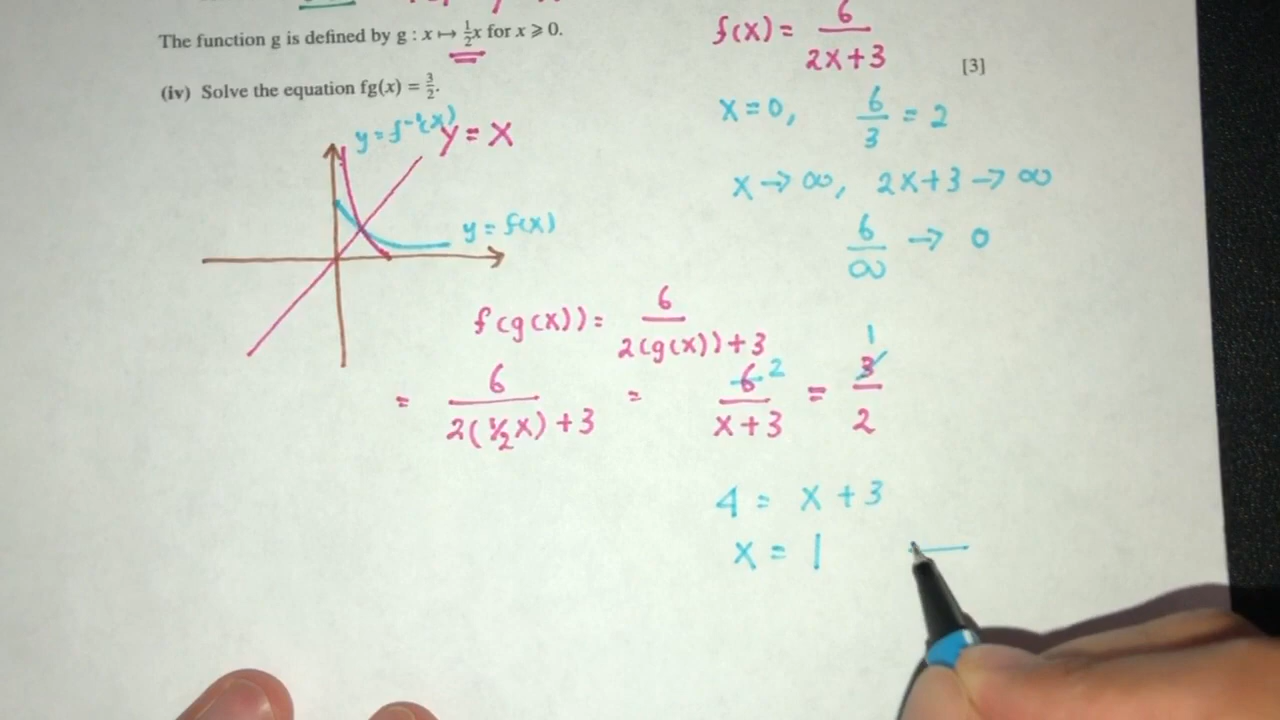 The function g is defined by g : x ↦ ½x for x ⩾ 0.
(iv) Solve the equation fg(x) = 3/2.
[3]
f(x) = 6/(2x+3)
x = 0, 6/3 = 2
x → ∞, 2x+3 → ∞
6/∞ → 0
y = f⁻¹(x)
y = x
y = f(x)
f(g(x)) = 6/(2(g(x))+3)
= 6/(2(½x)+3) = 6/(x+3) = 3/2
2 1
4 = x + 3
x = 1